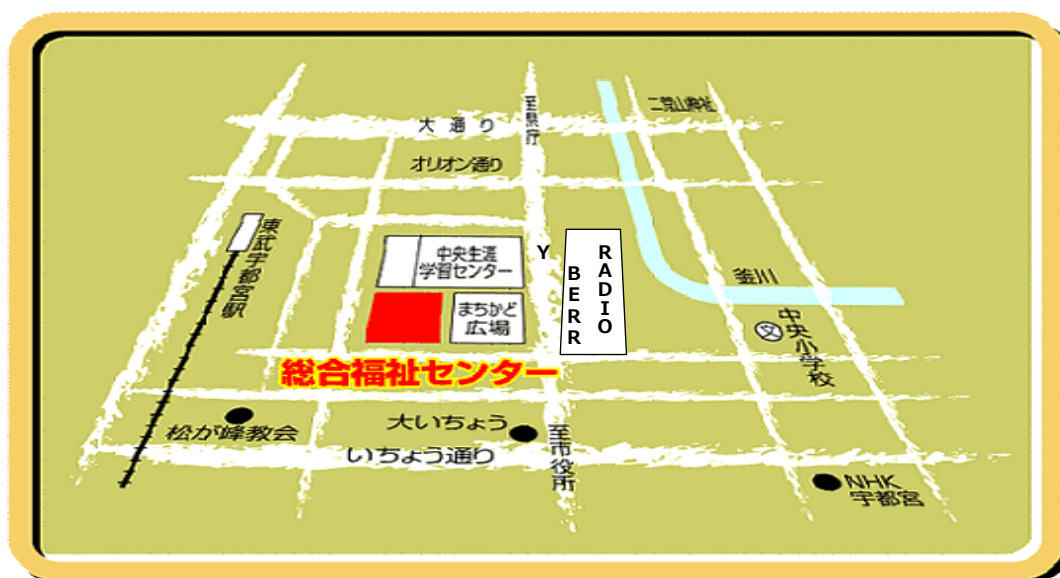 二荒山神社
大通り
至県庁
オリオン通り
東武宇都宮駅
中央生涯
学習センター
Y
BERR
RADIO
釜川
まちかど
広場
文
中央小学校
総合福祉センター
松が峰教会
大いちょう
いちょう通り
至市役所
NHK
宇都宮